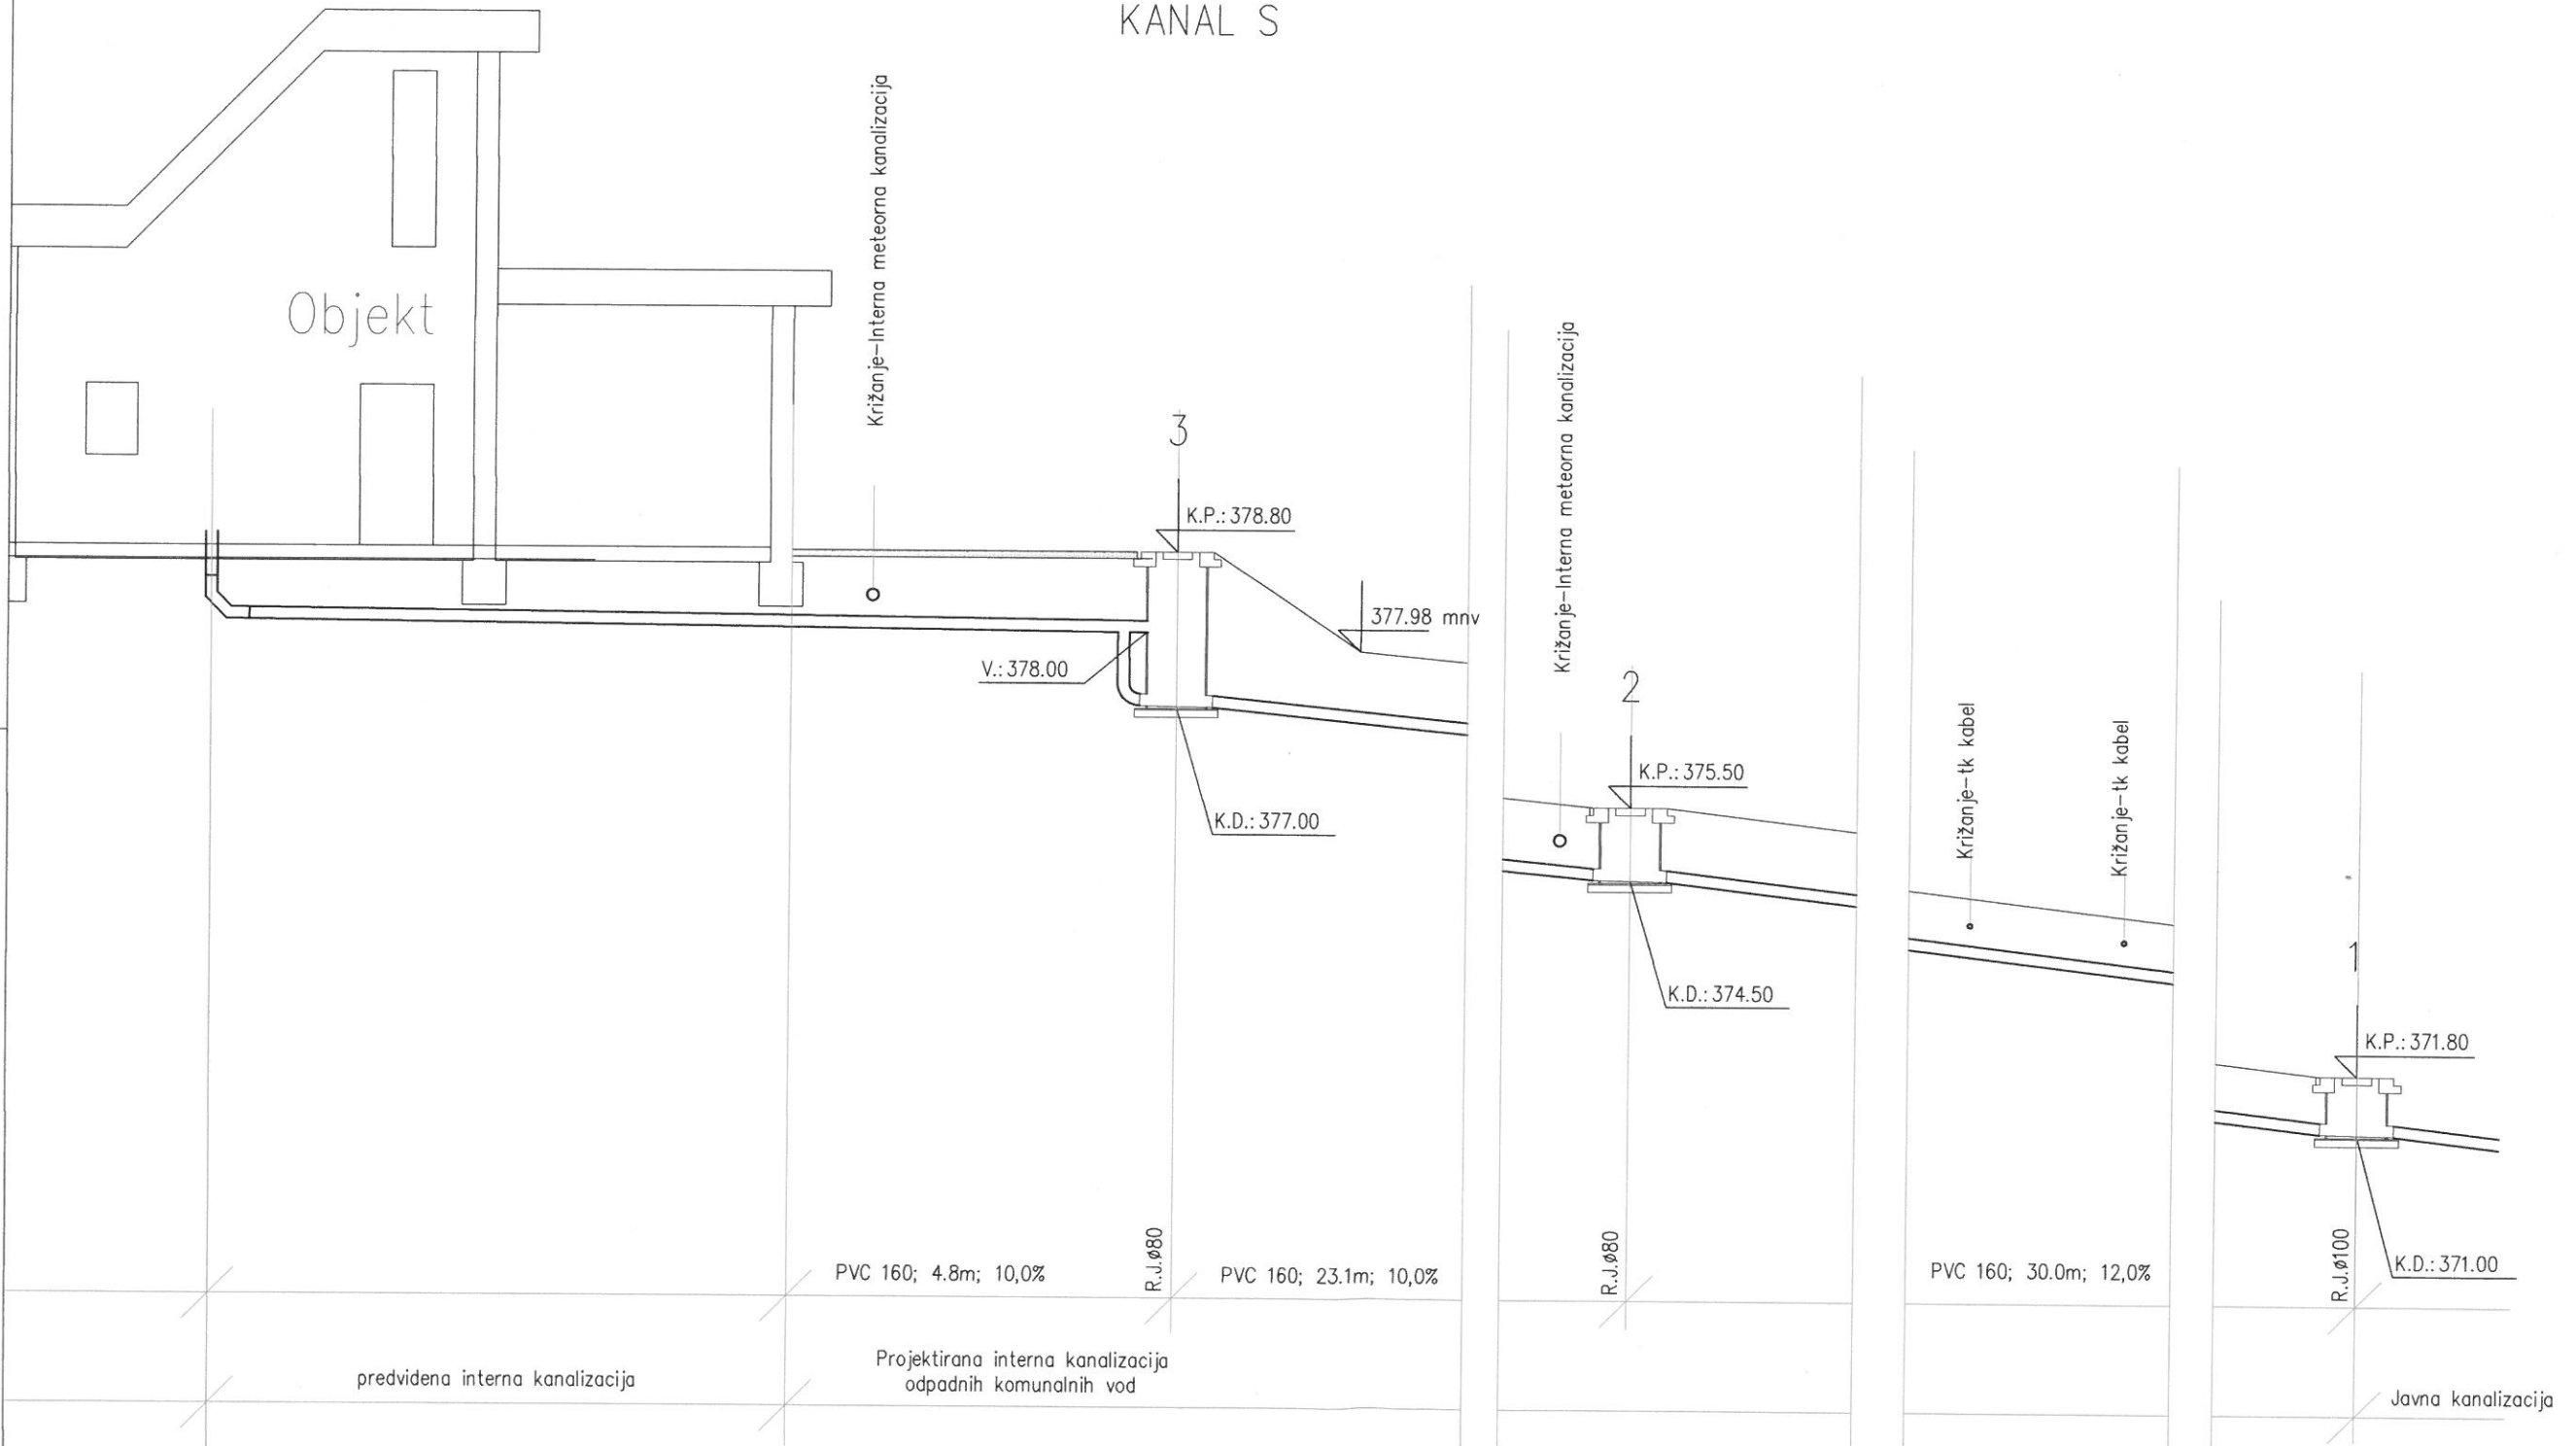 KANAL S
Objekt
Križanje-Interna meteorna kanalizacija
3
K.P.: 378.80
377.98 mnv
V.: 378.00
K.D.: 377.00
Križanje-Interna meteorna kanalizacija
2
K.P.: 375.50
K.D.: 374.50
Križanje-tk kabel
Križanje-tk kabel
1
K.P.: 371.80
K.D.: 371.00
PVC 160; 4.8m; 10,0%
R.J.ø80
PVC 160; 23.1m; 10,0%
R.J.ø80
PVC 160; 30.0m; 12,0%
R.J.ø100
predvidena interna kanalizacija
Projektirana interna kanalizacija
odpadnih komunalnih vod
Javna kanalizacija